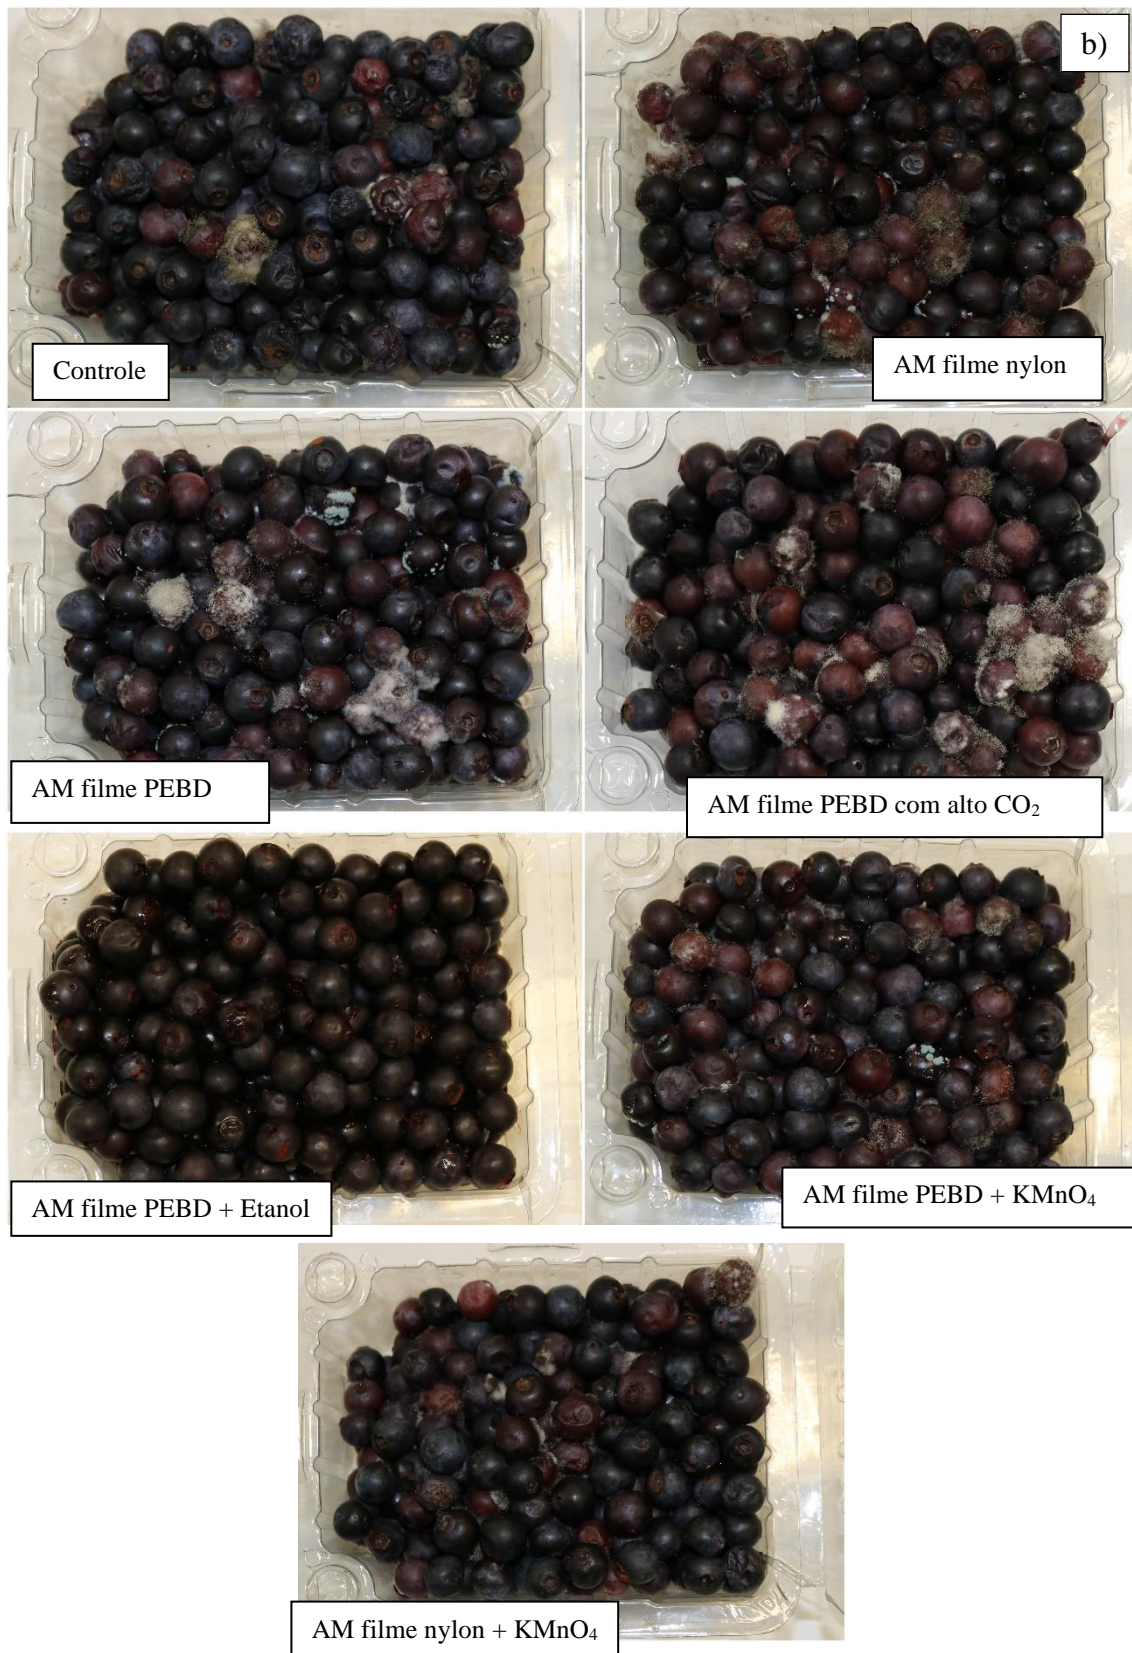 b)
Controle
AM filme nylon
AM filme PEBD
AM filme PEBD com alto CO₂
AM filme PEBD + Etanol
AM filme PEBD + KMnO₄
AM filme nylon + KMnO₄